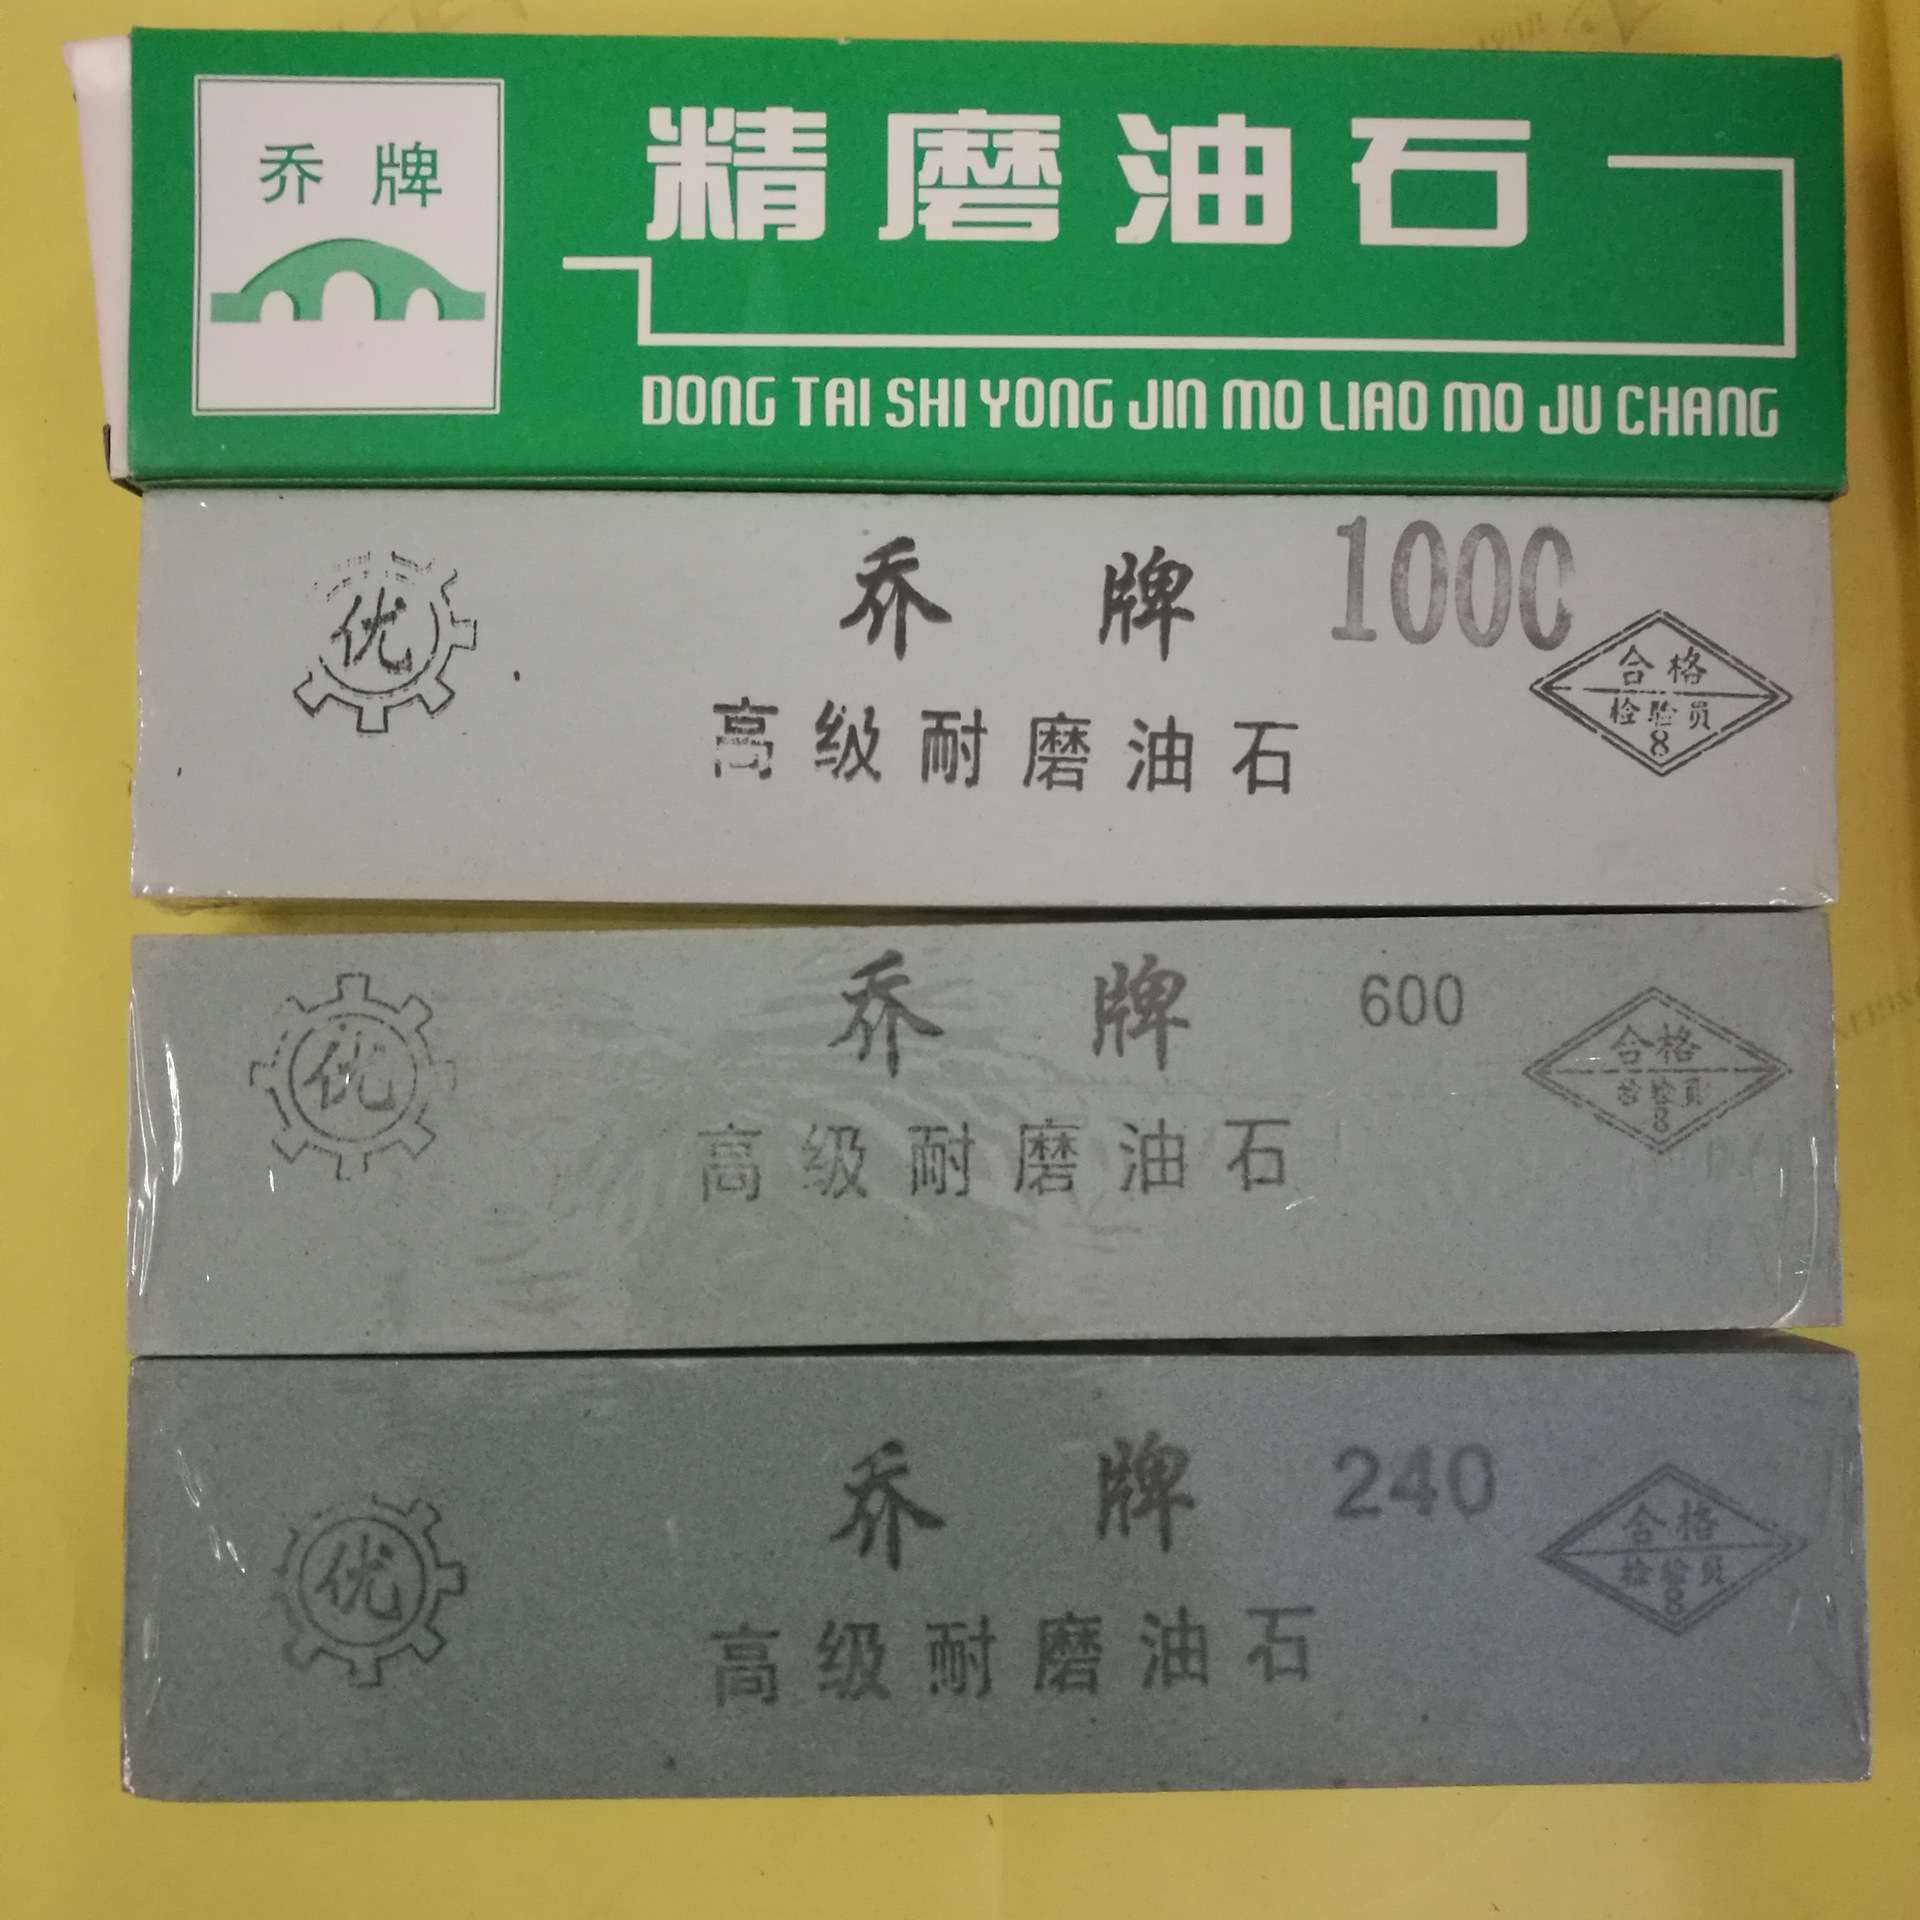 乔牌
精磨油石
DONG TAI SHI YONG JIN MO LIAO MO JU CHANG
优
乔牌 1000
合格
检验员
8
高级耐磨油石
优
乔牌 600
合格
检验员
8
高级耐磨油石
优
乔牌 240
合格
检验员
8
高级耐磨油石